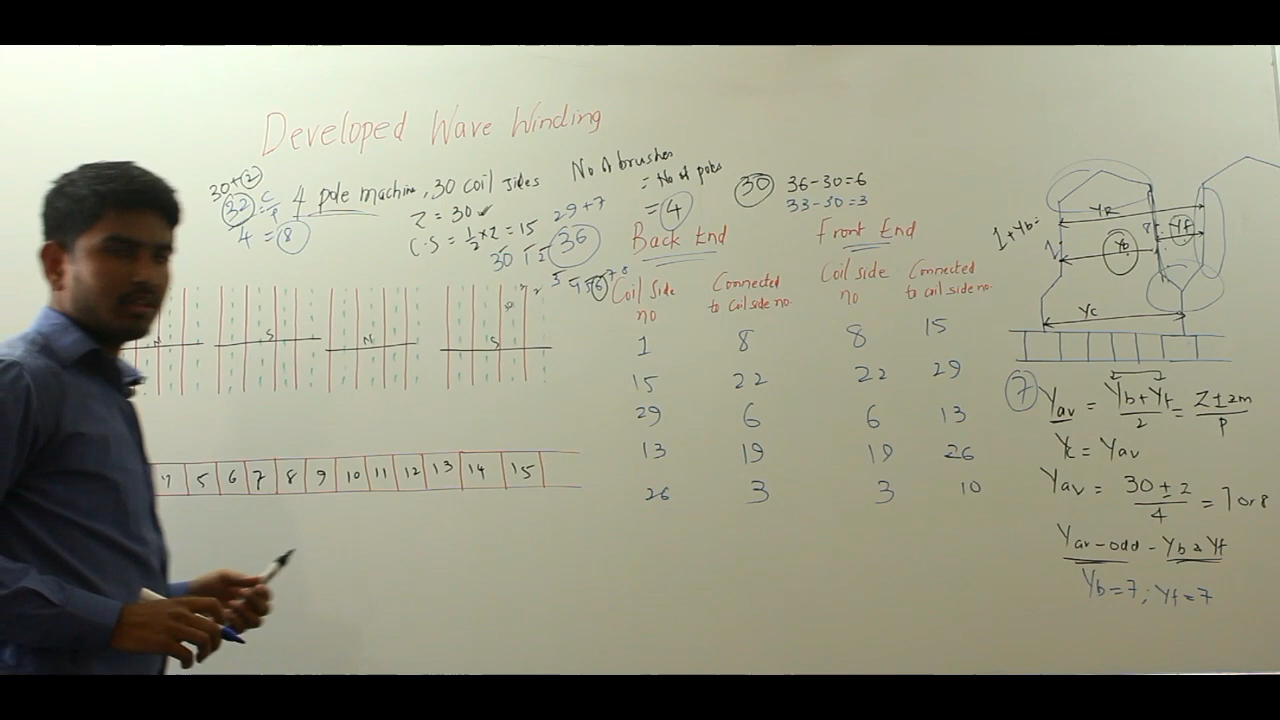 Developed Wave Winding
30+2
32 = C/P
4 = 8
4 pole machine, 30 coil sides
Z = 30
C.S = ½×Z = 15
No of brushes
= No of poles
= 4
29+7
36
30
36-30=6
33-30=3
Back End
Front End
Coil side no
Connected to coil side no.
Coil side no
Connected to coil side no.
1 8 8 15
15 22 22 29
29 6 6 13
13 19 19 26
26 3 3 10
N S N S
5 6 7 8 9 10 11 12 13 14 15
1+Yb=
YR
Yb
Yf
1
8
Yc
7
Yav = Yb+Yf/2 = Z±2m/P
Yc = Yav
Yav = 30±2/4 = 7 or 8
Yav-odd - Yb & Yf
Yb=7; Yf=7